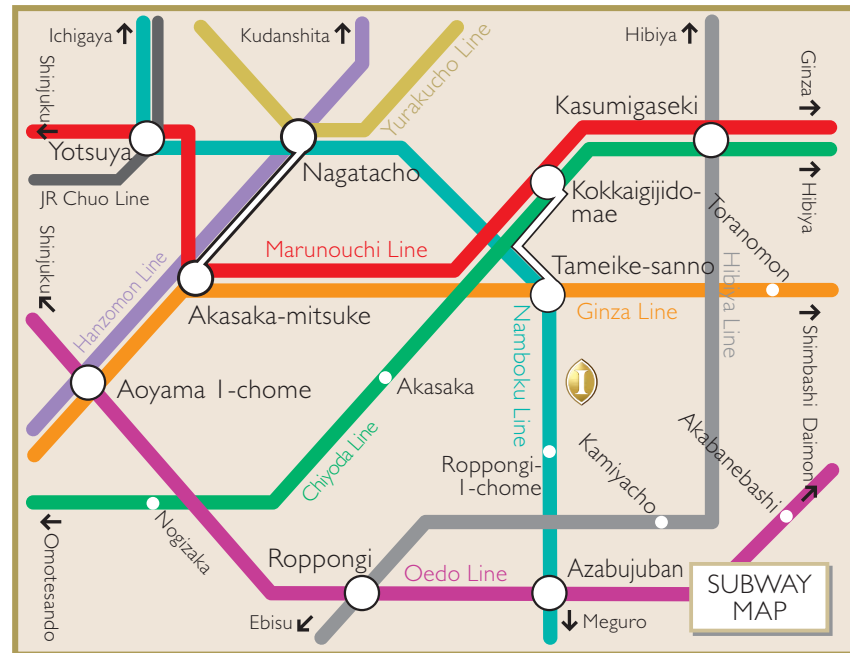 Ichigaya
Kudanshita
Yurakucho Line
Hibiya
Ginza
Shinjuku
Kasumigaseki
Yotsuya
Nagatacho
JR Chuo Line
Kokkaigijido-
mae
Hibiya
Toranomon
Shinjuku
Marunouchi Line
Tameike-sanno
Hanzomon Line
Akasaka-mitsuke
Ginza Line
Hibiya Line
Shimbashi
Aoyama 1-chome
Akasaka
Namboku Line
I
Chiyoda Line
Roppongi-
1-chome
Kamiyacho
Akabanebashi
Daimon
Omotesando
Nogizaka
Roppongi
Oedo Line
Azabujuban
Ebisu
Meguro
SUBWAY
MAP